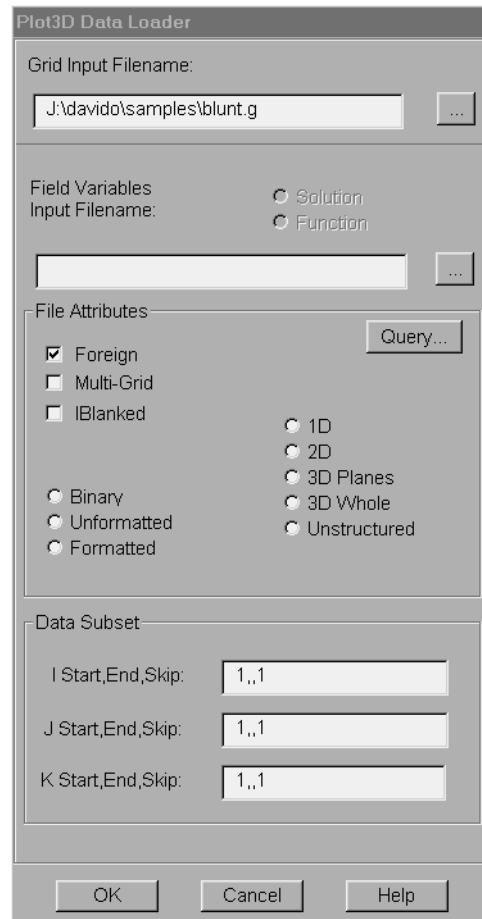 Plot3D Data Loader
Grid Input Filename:
J:\davido\samples\blunt.g
...
Field Variables
Input Filename:
Solution
Function
...
File Attributes
Query...
Foreign
Multi-Grid
IBlanked
1D
2D
3D Planes
3D Whole
Unstructured
Binary
Unformatted
Formatted
Data Subset
I Start,End,Skip: 1,,1
J Start,End,Skip: 1,,1
K Start,End,Skip: 1,,1
OK Cancel Help